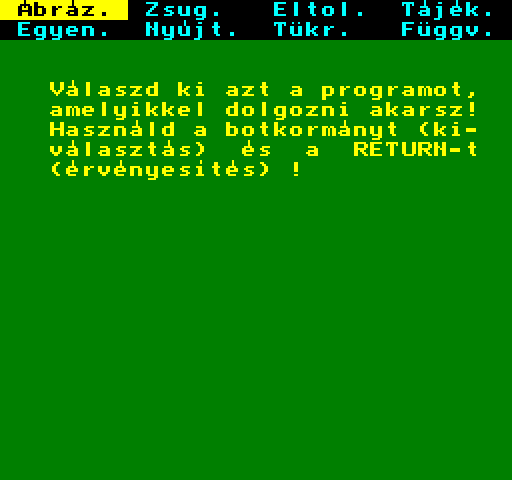 Ábráz. Zsug. Eltol. Tájék.
Egyen. Nyújt. Tükr. Függv.
Válaszd ki azt a programot,
amelyikkel dolgozni akarsz!
Használd a botkormányt (ki-
választás) és a RETURN-t
(érvényesítés) !